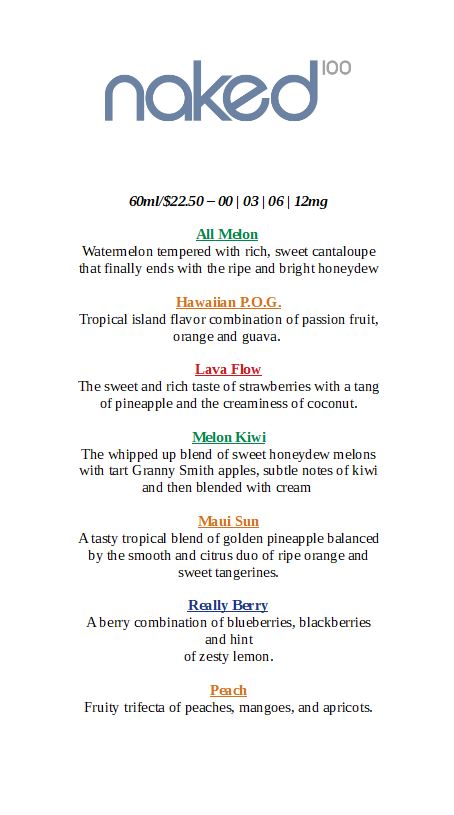 naked 100
60ml/$22.50 – 00 | 03 | 06 | 12mg
All Melon
Watermelon tempered with rich, sweet cantaloupe
that finally ends with the ripe and bright honeydew
Hawaiian P.O.G.
Tropical island flavor combination of passion fruit,
orange and guava.
Lava Flow
The sweet and rich taste of strawberries with a tang
of pineapple and the creaminess of coconut.
Melon Kiwi
The whipped up blend of sweet honeydew melons
with tart Granny Smith apples, subtle notes of kiwi
and then blended with cream
Maui Sun
A tasty tropical blend of golden pineapple balanced
by the smooth and citrus duo of ripe orange and
sweet tangerines.
Really Berry
A berry combination of blueberries, blackberries
and hint
of zesty lemon.
Peach
Fruity trifecta of peaches, mangoes, and apricots.